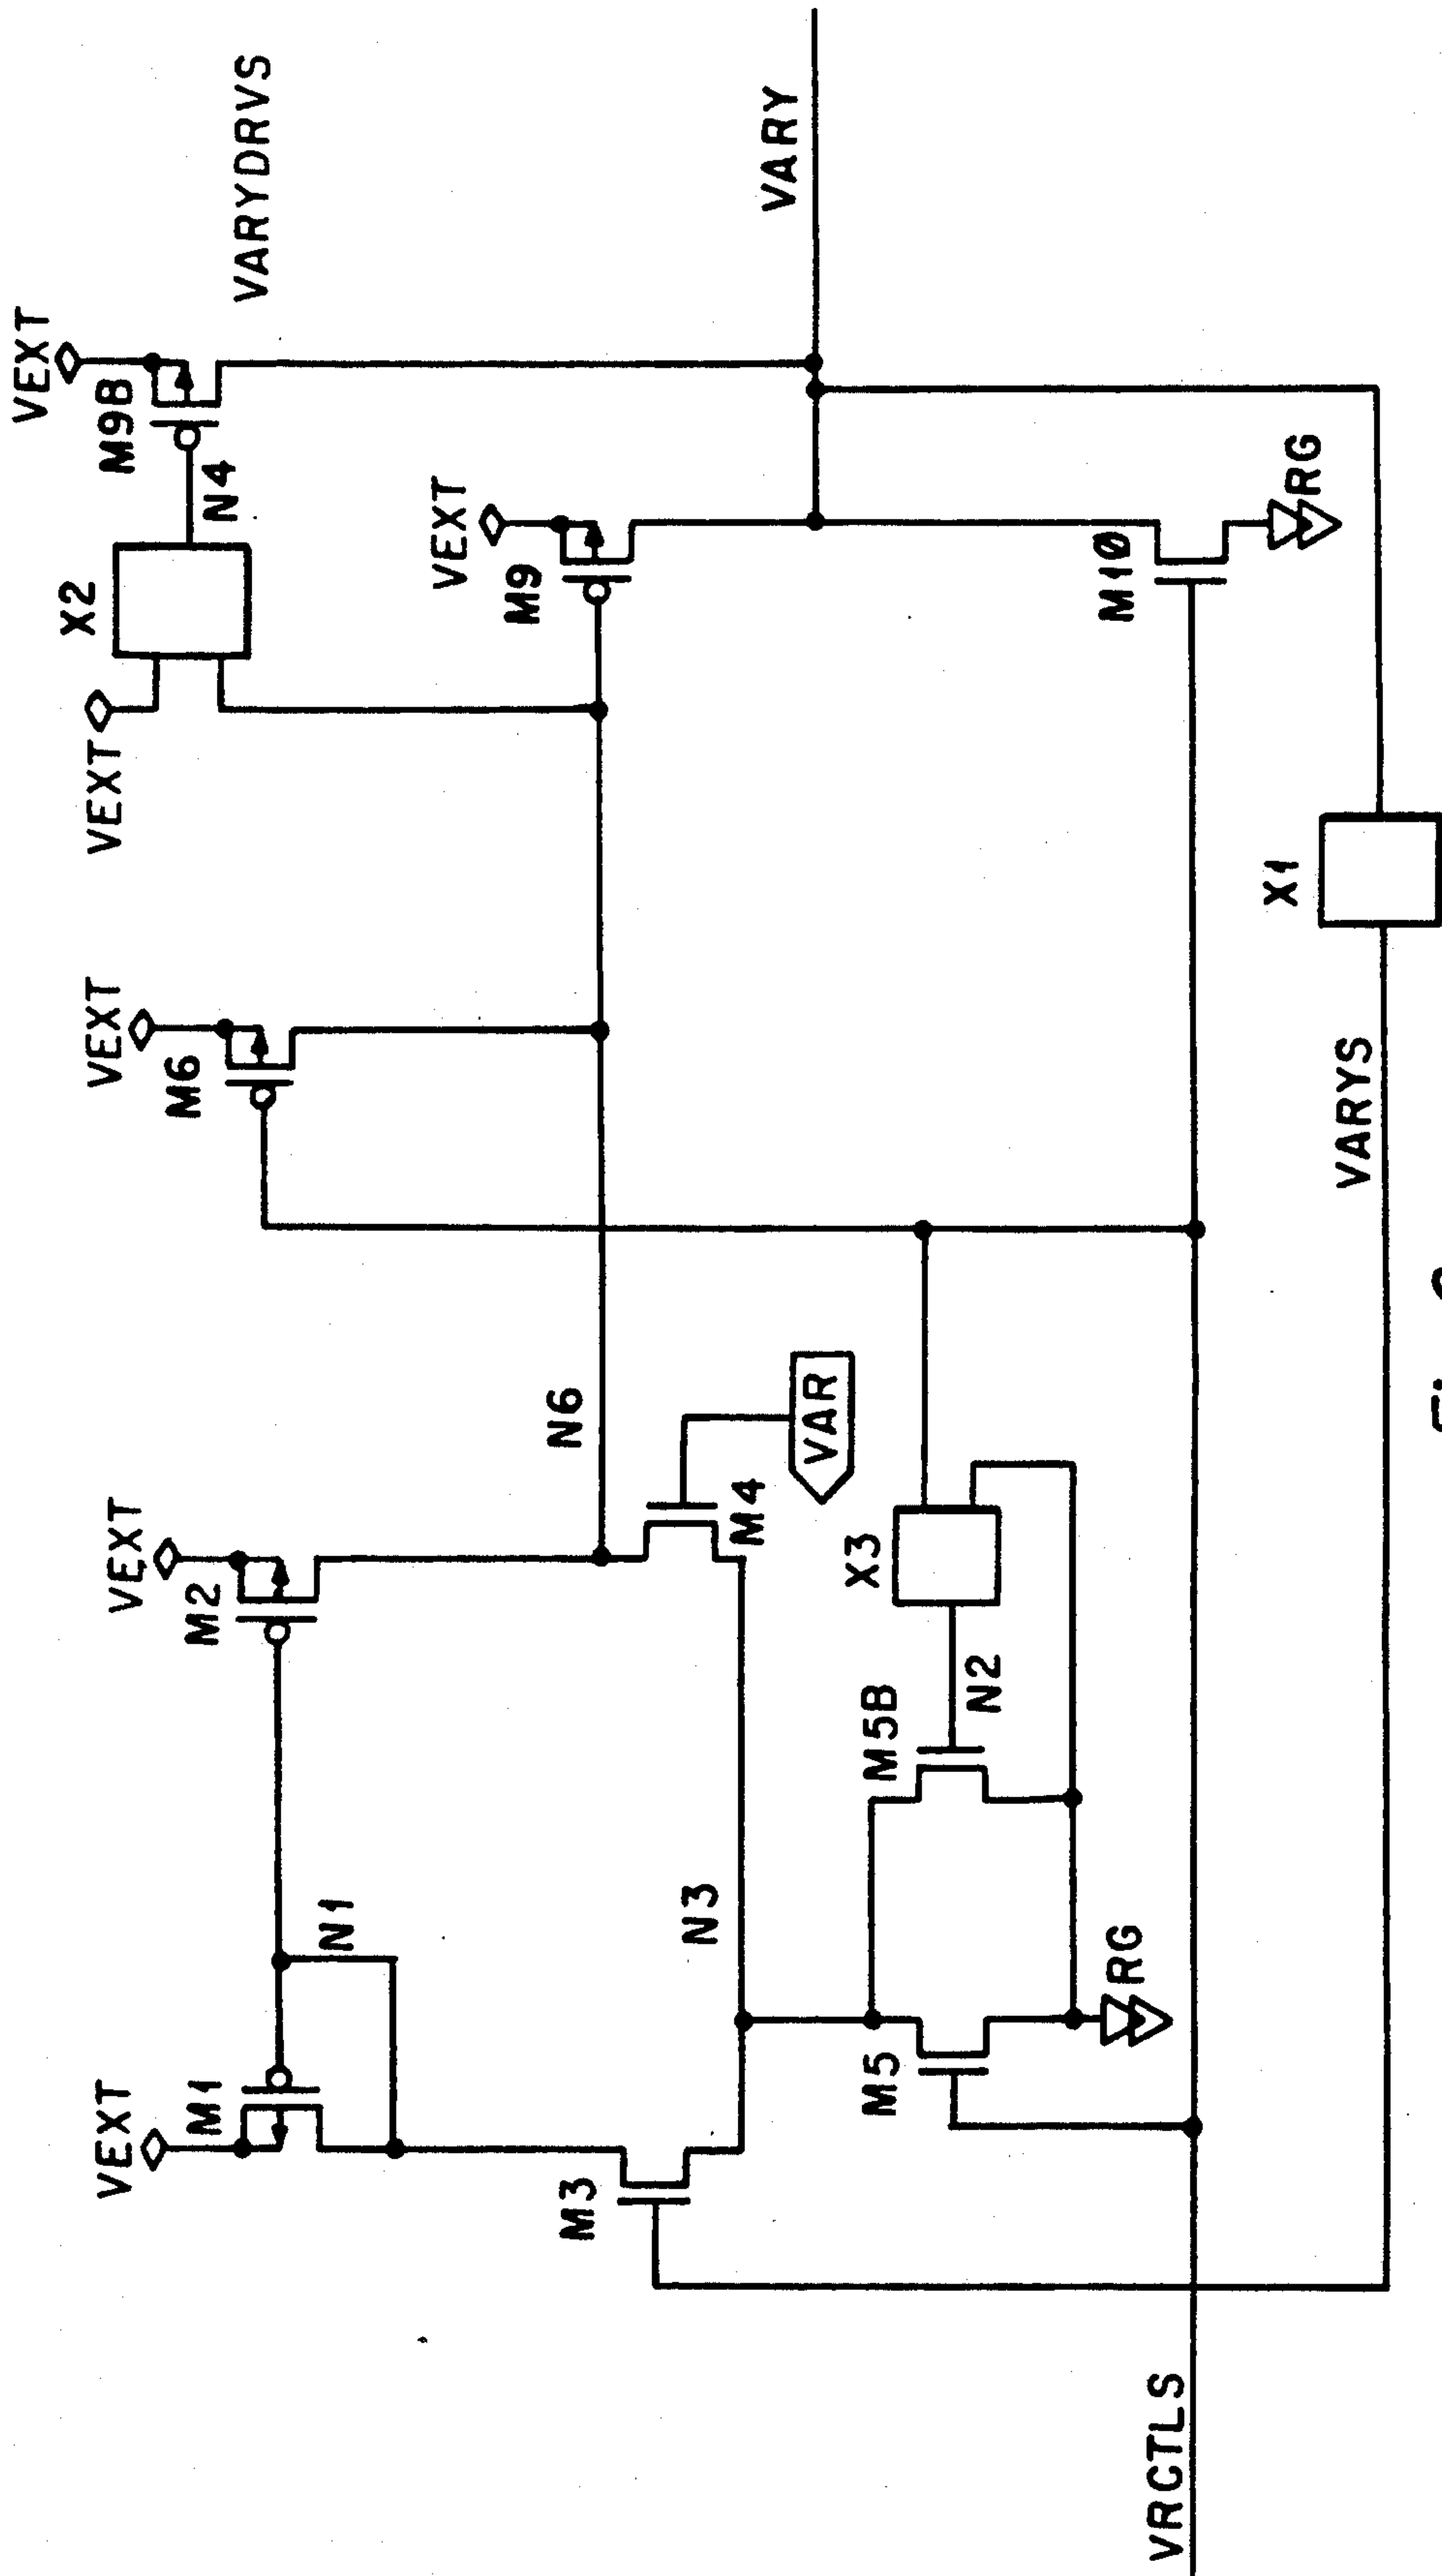 VEXT
M1
N1
VEXT
M2
VEXT
M6
VEXT
X2
N4
VEXT
M9B
VARYDRVS
VEXT
M9
N6
M3
M4
VAR
N3
VARY
M5
M5B
N2
X3
RG
M10
RG
VRCTLS
VARYS
X1